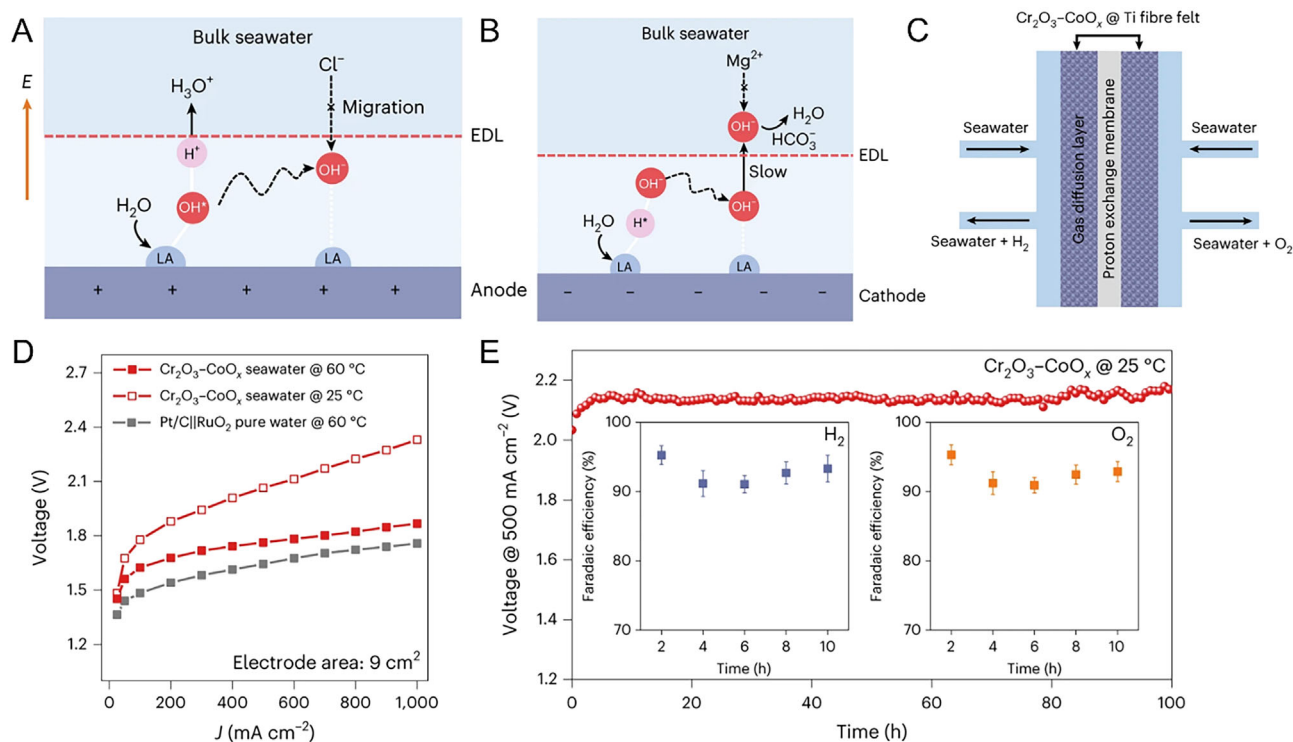 A
Bulk seawater
E
Cl⁻
H₃O⁺
Migration
EDL
H⁺
OH⁻
OH*
H₂O
LA
LA
+ + + + +
Anode
B
Bulk seawater
Mg²⁺
H₂O
OH⁻
HCO₃⁻
EDL
Slow
OH⁻
OH⁻
H₂O
H*
LA
LA
– – – – –
Cathode
C
Cr₂O₃–CoOₓ @ Ti fibre felt
Seawater
Seawater
Gas diffusion layer
Proton exchange membrane
Seawater + H₂
Seawater + O₂
D
Voltage (V)
2.7
2.4
2.1
1.8
1.5
1.2
Cr₂O₃–CoOₓ seawater @ 60 °C
Cr₂O₃–CoOₓ seawater @ 25 °C
Pt/C||RuO₂ pure water @ 60 °C
Electrode area: 9 cm²
0 200 400 600 800 1,000
J (mA cm⁻²)
E
Voltage @ 500 mA cm⁻² (V)
2.2
2.0
1.8
1.6
1.4
1.2
Cr₂O₃–CoOₓ @ 25 °C
H₂
Faradaic efficiency (%)
100
90
80
70
2 4 6 8 10
Time (h)
O₂
Faradaic efficiency (%)
100
90
80
70
2 4 6 8 10
Time (h)
0 20 40 60 80 100
Time (h)